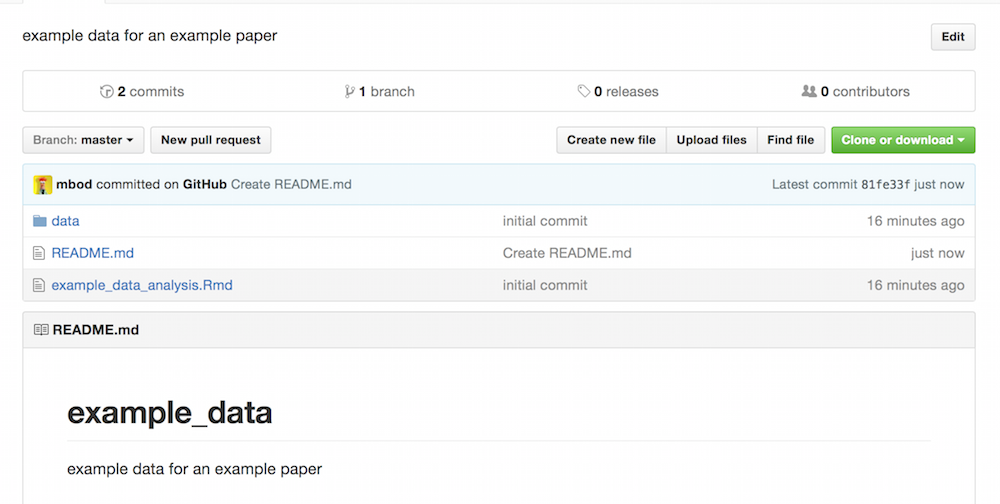 example data for an example paper Edit
2 commits 1 branch 0 releases 0 contributors
Branch: master New pull request Create new file Upload files Find file Clone or download
mbod committed on GitHub Create README.md Latest commit 81fe33f just now
data initial commit 16 minutes ago
README.md Create README.md just now
example_data_analysis.Rmd initial commit 16 minutes ago
README.md
example_data
example data for an example paper